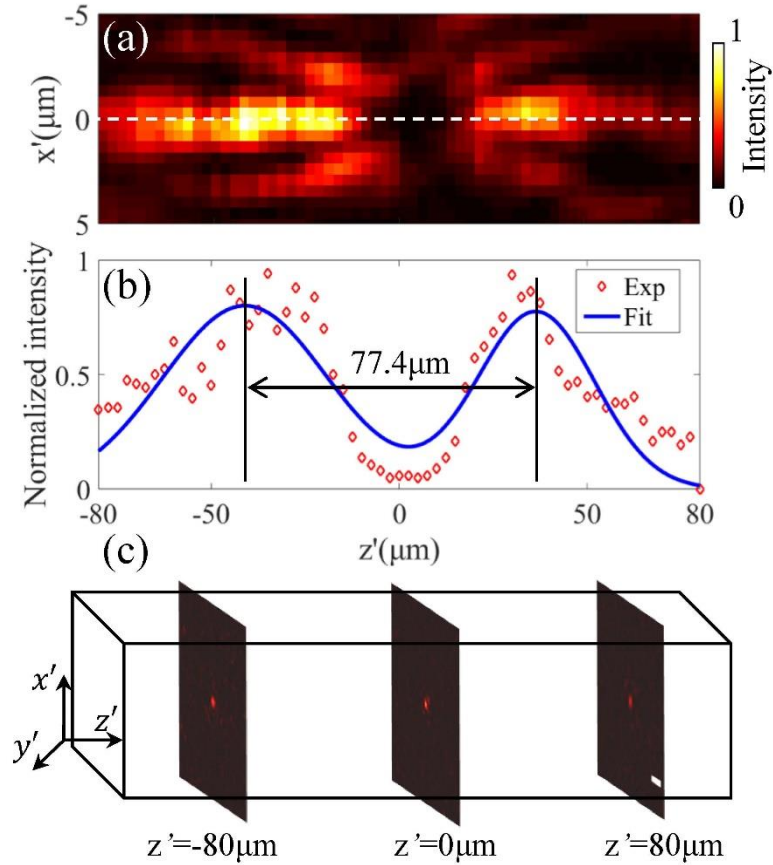 (a)
-5
0
5
x'(μm)
1
0
Intensity
(b)
1
0.5
0
Normalized intensity
Exp
Fit
77.4μm
-80 -50 0 50 80
z'(μm)
(c)
x'
y'
z'
z’=-80μm z’=0μm z’=80μm